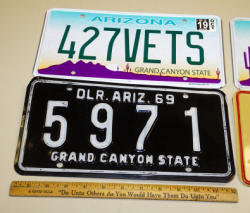 ARIZONA
19
427VETS
GRAND CANYON STATE
DLR. ARIZ. 69
5971
GRAND CANYON STATE
"Do Unto Others As You Would Have Them Do Unto You"